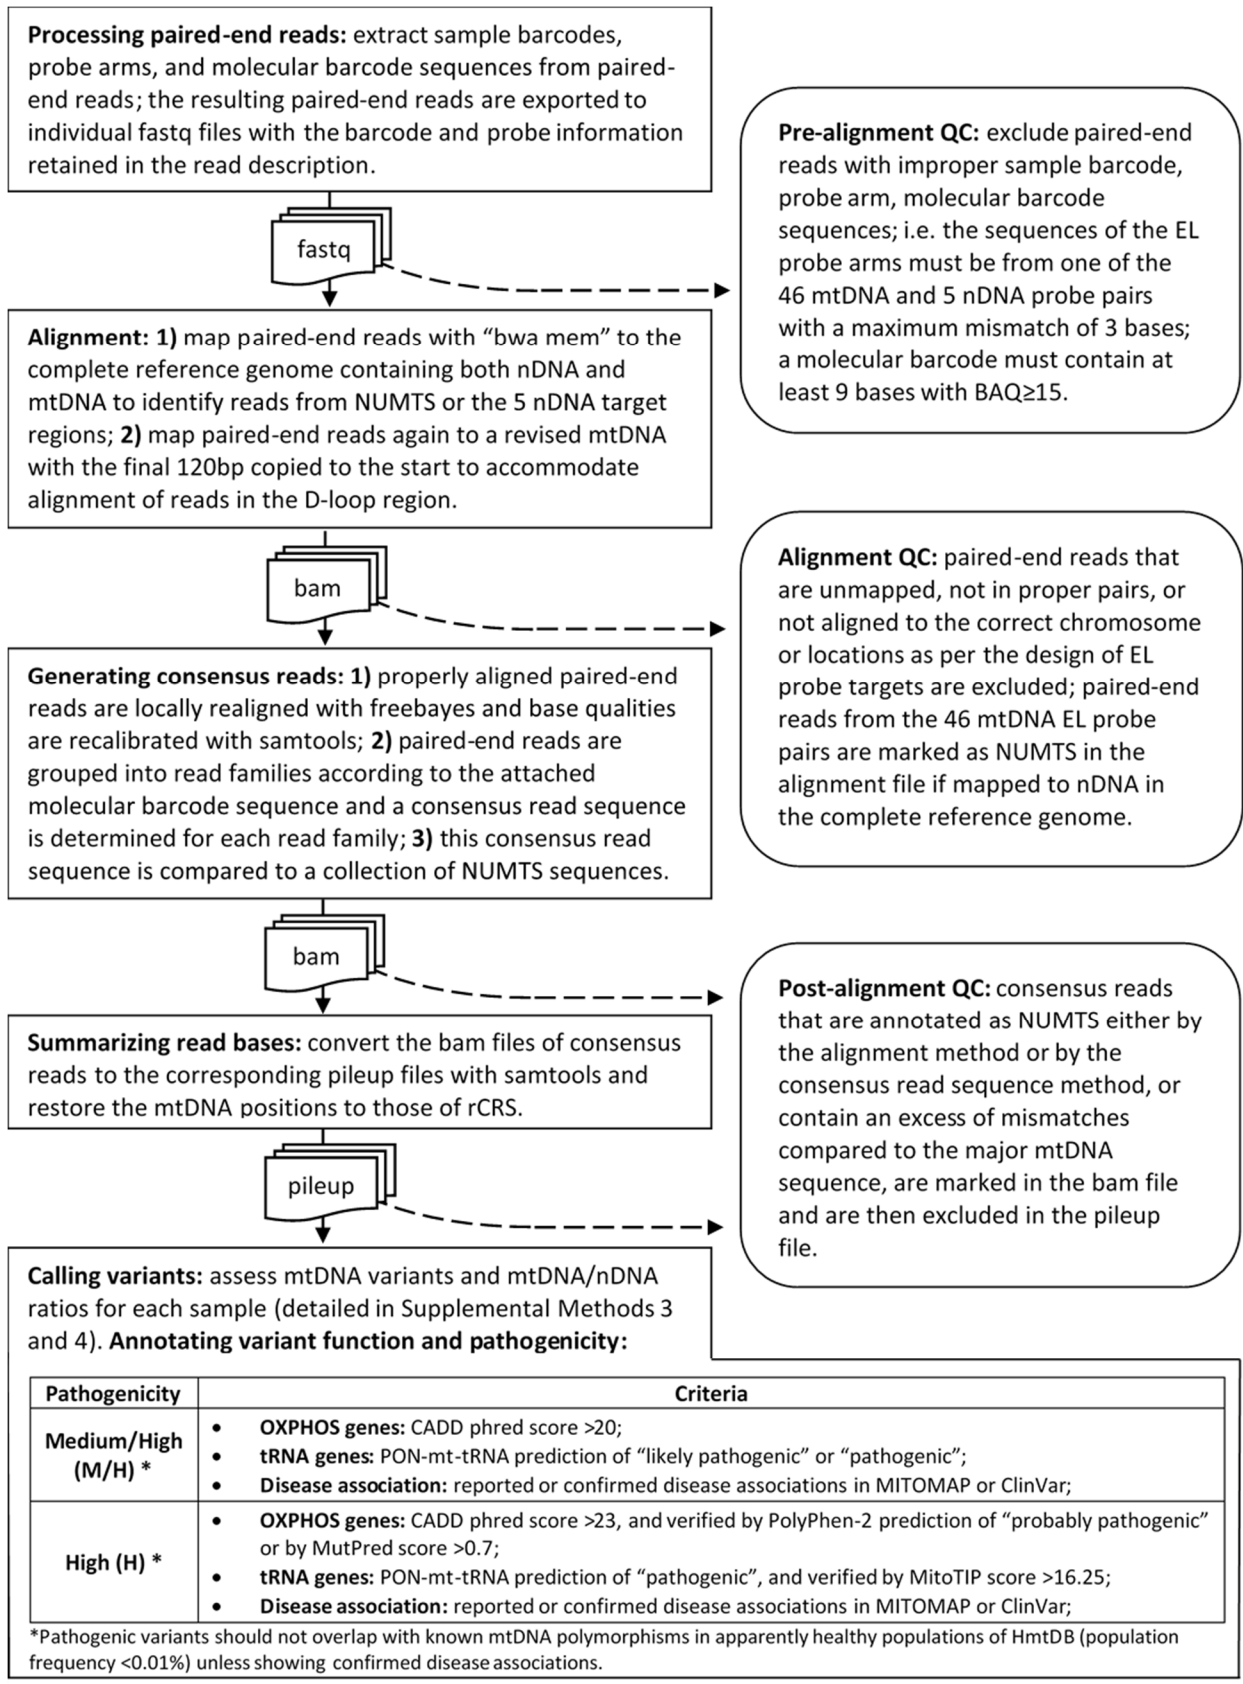 Processing paired-end reads: extract sample barcodes,
probe arms, and molecular barcode sequences from paired-
end reads; the resulting paired-end reads are exported to
individual fastq files with the barcode and probe information
retained in the read description.
fastq
Pre-alignment QC: exclude paired-end
reads with improper sample barcode,
probe arm, molecular barcode
sequences; i.e. the sequences of the EL
probe arms must be from one of the
46 mtDNA and 5 nDNA probe pairs
with a maximum mismatch of 3 bases;
a molecular barcode must contain at
least 9 bases with BAQ≥15.
Alignment: 1) map paired-end reads with “bwa mem” to the
complete reference genome containing both nDNA and
mtDNA to identify reads from NUMTS or the 5 nDNA target
regions; 2) map paired-end reads again to a revised mtDNA
with the final 120bp copied to the start to accommodate
alignment of reads in the D-loop region.
bam
Alignment QC: paired-end reads that
are unmapped, not in proper pairs, or
not aligned to the correct chromosome
or locations as per the design of EL
probe targets are excluded; paired-end
reads from the 46 mtDNA EL probe
pairs are marked as NUMTS in the
alignment file if mapped to nDNA in
the complete reference genome.
Generating consensus reads: 1) properly aligned paired-end
reads are locally realigned with freebayes and base qualities
are recalibrated with samtools; 2) paired-end reads are
grouped into read families according to the attached
molecular barcode sequence and a consensus read sequence
is determined for each read family; 3) this consensus read
sequence is compared to a collection of NUMTS sequences.
bam
Post-alignment QC: consensus reads
that are annotated as NUMTS either by
the alignment method or by the
consensus read sequence method, or
contain an excess of mismatches
compared to the major mtDNA
sequence, are marked in the bam file
and are then excluded in the pileup
file.
Summarizing read bases: convert the bam files of consensus
reads to the corresponding pileup files with samtools and
restore the mtDNA positions to those of rCRS.
pileup
Calling variants: assess mtDNA variants and mtDNA/nDNA
ratios for each sample (detailed in Supplemental Methods 3
and 4). Annotating variant function and pathogenicity:
Pathogenicity Criteria
Medium/High
(M/H) *
• OXPHOS genes: CADD phred score >20;
• tRNA genes: PON-mt-tRNA prediction of “likely pathogenic” or “pathogenic”;
• Disease association: reported or confirmed disease associations in MITOMAP or ClinVar;
High (H) *
• OXPHOS genes: CADD phred score >23, and verified by PolyPhen-2 prediction of “probably pathogenic”
or by MutPred score >0.7;
• tRNA genes: PON-mt-tRNA prediction of “pathogenic”, and verified by MitoTIP score >16.25;
• Disease association: reported or confirmed disease associations in MITOMAP or ClinVar;
*Pathogenic variants should not overlap with known mtDNA polymorphisms in apparently healthy populations of HmtDB (population
frequency <0.01%) unless showing confirmed disease associations.